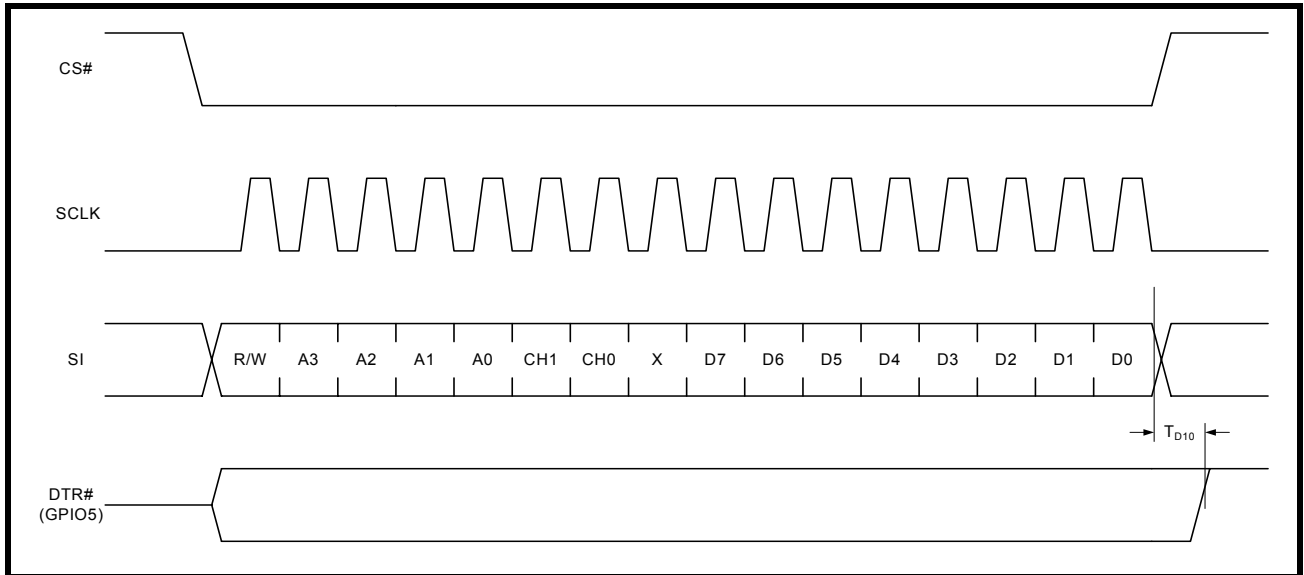 CS#
SCLK
SI R/W A3 A2 A1 A0 CH1 CH0 X D7 D6 D5 D4 D3 D2 D1 D0
TD10
DTR#
(GPIO5)